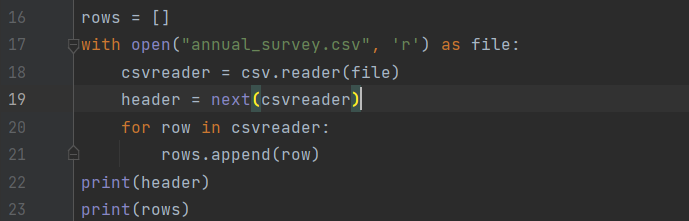 16 rows = []
17 with open("annual_survey.csv", 'r') as file:
18     csvreader = csv.reader(file)
19     header = next(csvreader)
20     for row in csvreader:
21         rows.append(row)
22 print(header)
23 print(rows)